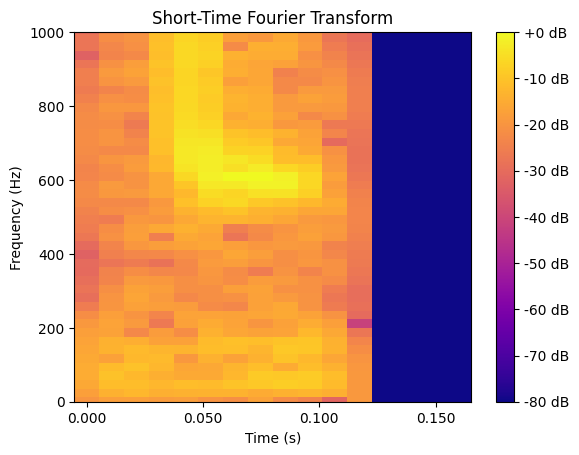 Short-Time Fourier Transform
Frequency (Hz)
1000
800
600
400
200
0
0.000
0.050
0.100
0.150
Time (s)
+0 dB
-10 dB
-20 dB
-30 dB
-40 dB
-50 dB
-60 dB
-70 dB
-80 dB